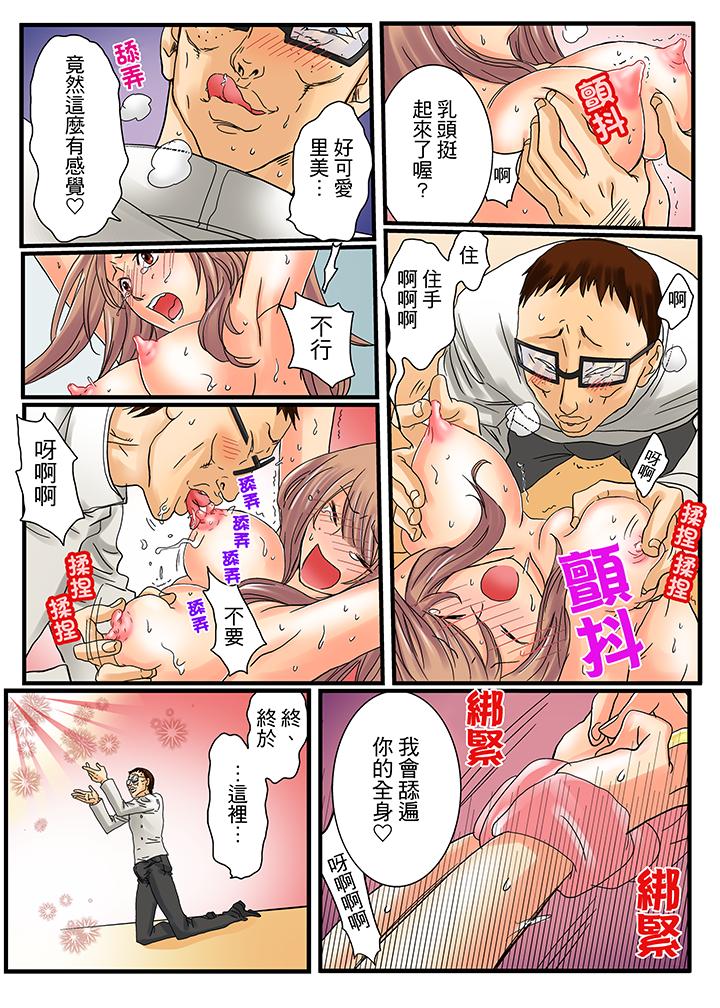 乳頭挺
起來了喔？
顫抖
啊
舔弄
好可愛
里美…
竟然這麼有感覺♡
啊
住
住手
啊啊啊
呀啊
揉捏
揉捏
顫抖
不行
呀啊啊
舔弄
舔弄
舔弄
舔弄
揉捏
揉捏
不要
綁緊
我會舔遍
你的全身♡
綁緊
呀啊啊啊
終、
終於
…這裡…